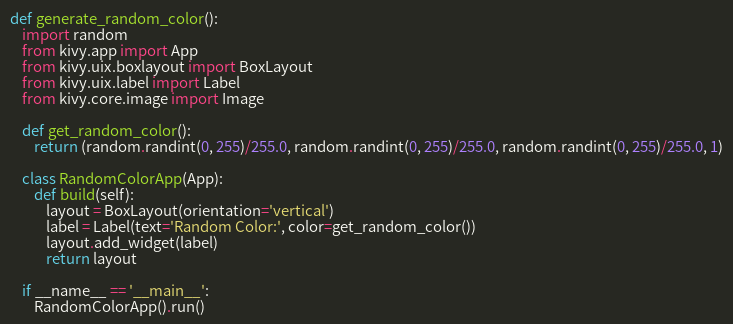 def generate_random_color():
    import random
    from kivy.app import App
    from kivy.uix.boxlayout import BoxLayout
    from kivy.uix.label import Label
    from kivy.core.image import Image

    def get_random_color():
        return (random.randint(0, 255)/255.0, random.randint(0, 255)/255.0, random.randint(0, 255)/255.0, 1)

    class RandomColorApp(App):
        def build(self):
            layout = BoxLayout(orientation='vertical')
            label = Label(text='Random Color:', color=get_random_color())
            layout.add_widget(label)
            return layout

    if __name__ == '__main__':
        RandomColorApp().run()